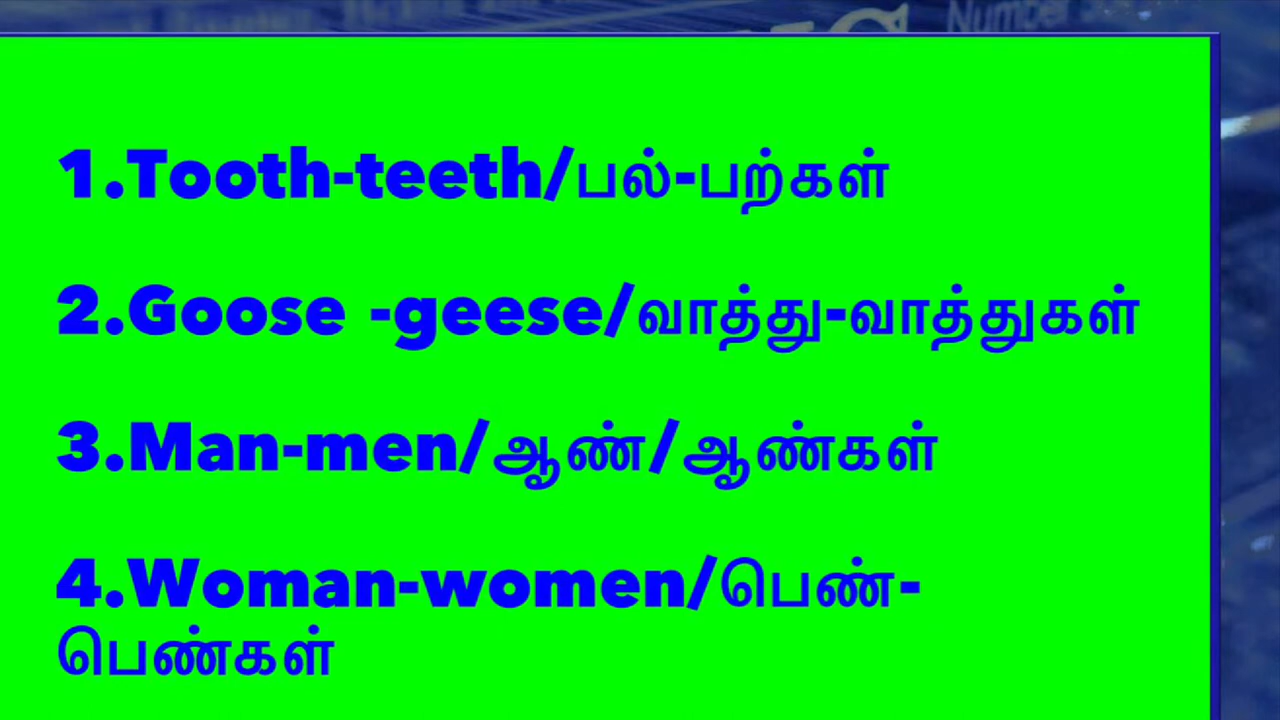 Number
1.Tooth-teeth/பல்-பற்கள்
2.Goose -geese/வாத்து-வாத்துகள்
3.Man-men/ஆண்/ஆண்கள்
4.Woman-women/பெண்-
பெண்கள்